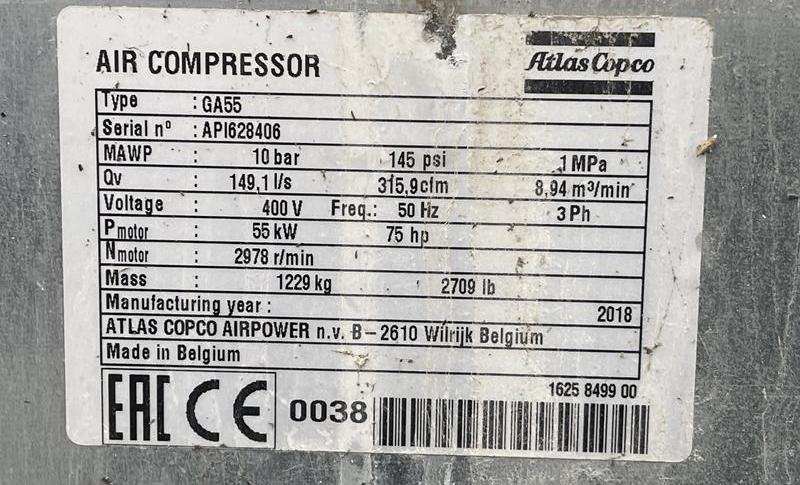 AIR COMPRESSOR
Atlas Copco
Type : GA55
Serial nº : API628406
MAWP : 10 bar 145 psi 1 MPa
Qv : 149,1 l/s 315,9cfm 8,94 m³/min
Voltage : 400 V Freq.: 50 Hz 3 Ph
Pmotor : 55 kW 75 hp
Nmotor : 2978 r/min
Mass : 1229 kg 2709 lb
Manufacturing year : 2018
ATLAS COPCO AIRPOWER n.v. B-2610 Wilrijk Belgium
Made in Belgium
1625 8499 00
EAC CE 0038